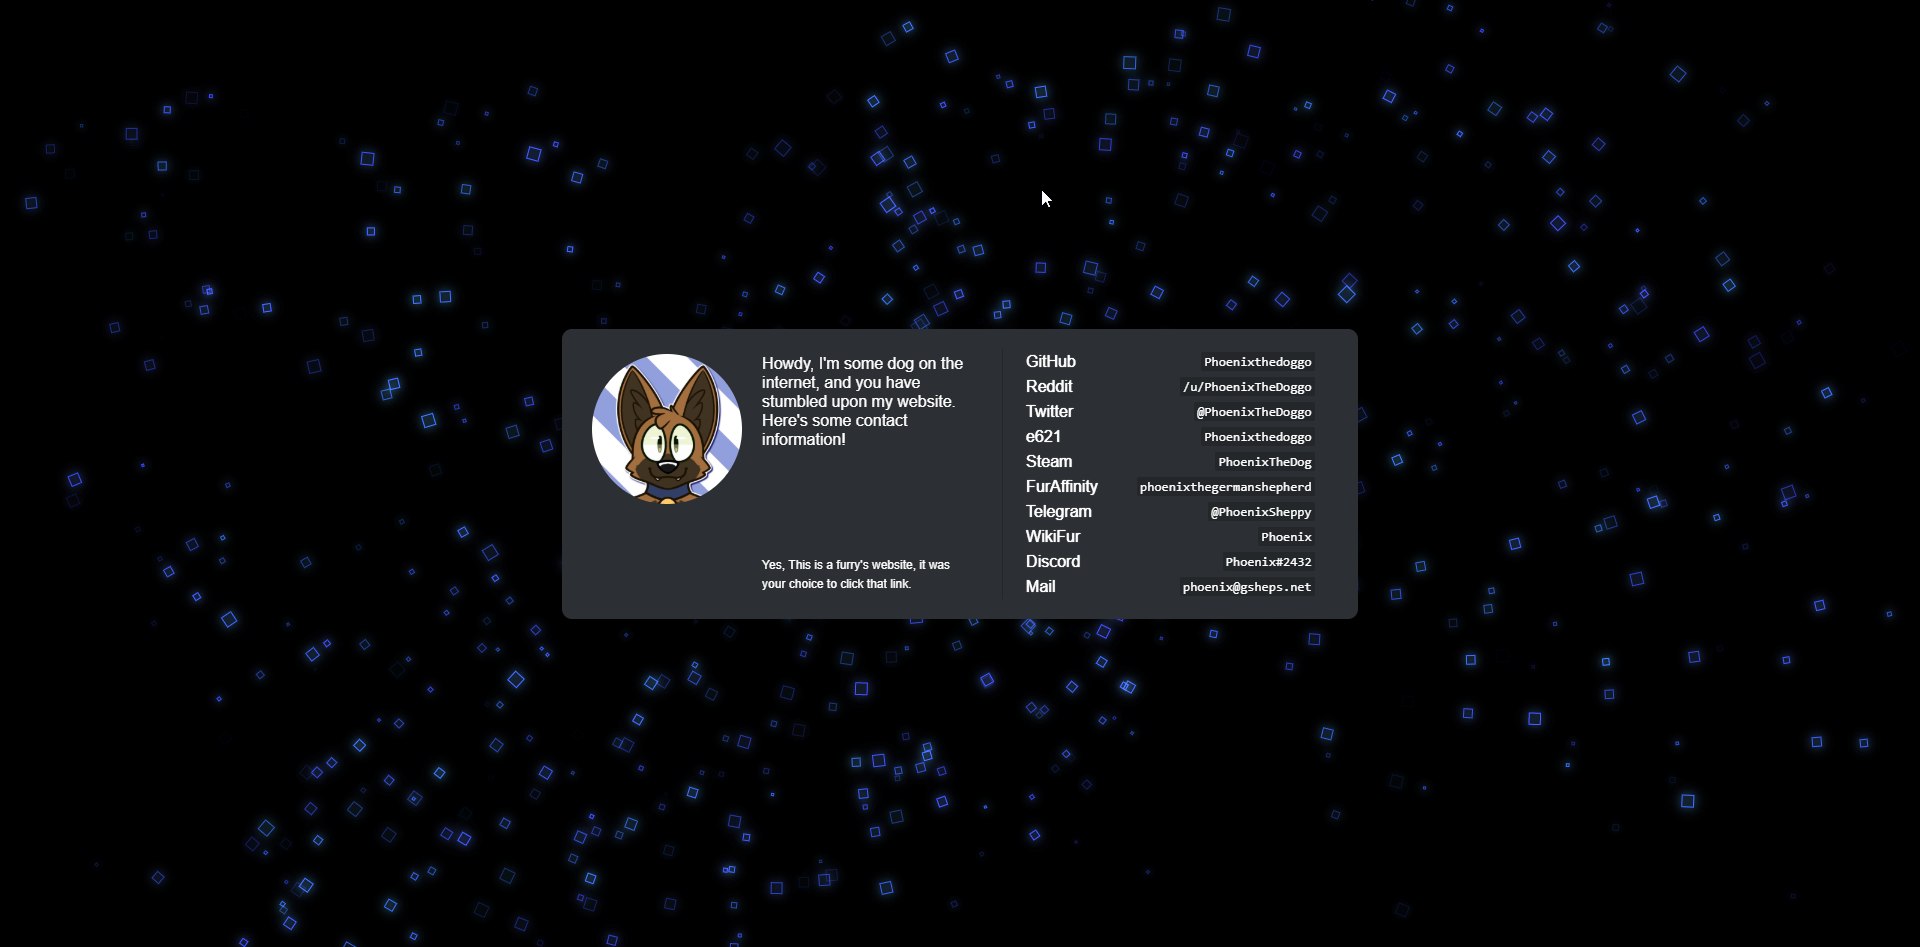 Howdy, I'm some dog on the
internet, and you have
stumbled upon my website.
Here's some contact
information!
Yes, This is a furry's website, it was
your choice to click that link.
GitHub Phoenixthedoggo
Reddit /u/PhoenixTheDoggo
Twitter @PhoenixTheDoggo
e621 Phoenixthedoggo
Steam PhoenixTheDog
FurAffinity phoenixthegermanshepherd
Telegram @PhoenixSheppy
WikiFur Phoenix
Discord Phoenix#2432
Mail phoenix@gsheps.net